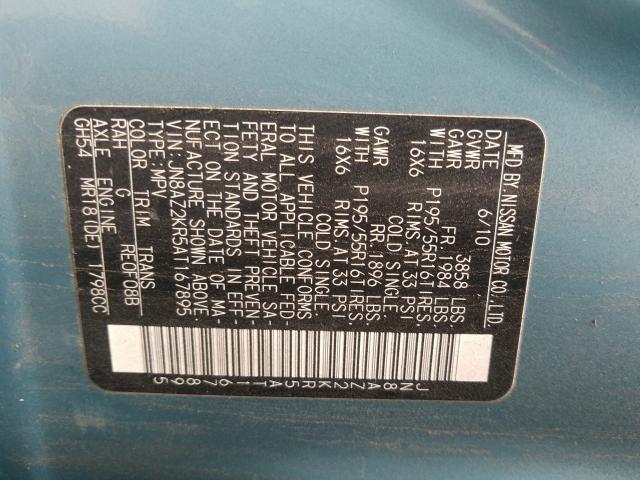 MFD BY NISSAN MOTOR CO., LTD.
DATE 6/10
GVWR 3858 LBS.
GAWR FR. 1984 LBS.
WITH P195/55R16TIRES.
16X6 RIMS.AT 33 PSI
COLD SINGLE.
GAWR RR. 1896 LBS.
WITH P195/55R16TIRES.
16X6 RIMS.AT 33 PSI
COLD SINGLE.
THIS VEHICLE CONFORMS
TO ALL APPLICABLE FED-
ERAL MOTOR VEHICLE SA-
FETY AND THEFT PREVEN-
TION STANDARDS IN EFF-
ECT ON THE DATE OF MA-
NUFACTURE SHOWN ABOVE.
VIN:JN8AZ2KR5AT167895
TYPE:MPV
COLOR TRIM TRANS
RAH G RE0F08B
AXLE ENGINE
GH54 MR18(DE) 1798CC
JN8AZ2KR5AT167895